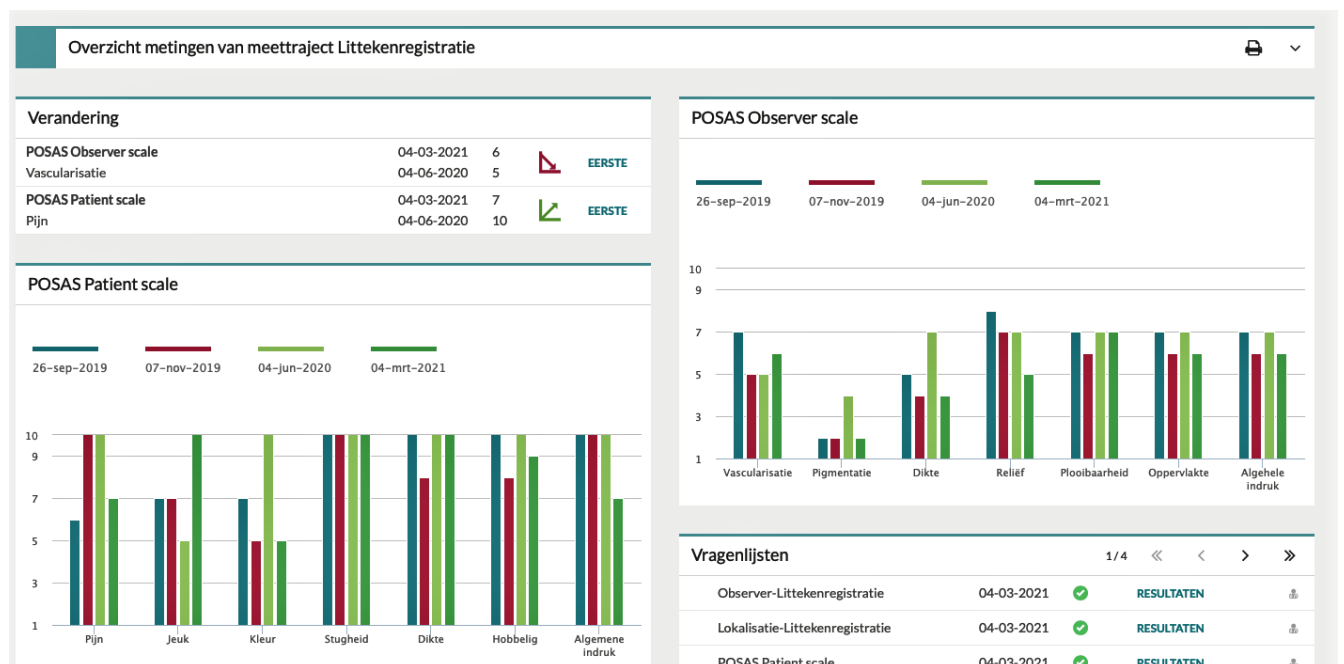 Overzicht metingen van meettraject Littekenregistratie
Verandering
POSAS Observer scale 04-03-2021 6
Vascularisatie 04-06-2020 5
EERSTE
POSAS Patient scale 04-03-2021 7
Pijn 04-06-2020 10
EERSTE
POSAS Patient scale
26-sep-2019 07-nov-2019 04-jun-2020 04-mrt-2021
10
9
7
5
3
1
Pijn Jeuk Kleur Stugheid Dikte Hobbelig Algemene
indruk
POSAS Observer scale
26-sep-2019 07-nov-2019 04-jun-2020 04-mrt-2021
10
9
7
5
3
1
Vascularisatie Pigmentatie Dikte Reliëf Plooibaarheid Oppervlakte Algehele
indruk
Vragenlijsten 1/4
Observer-Littekenregistratie 04-03-2021 RESULTATEN
Lokalisatie-Littekenregistratie 04-03-2021 RESULTATEN
POSAS Patient scale 04-03-2021 RESULTATEN